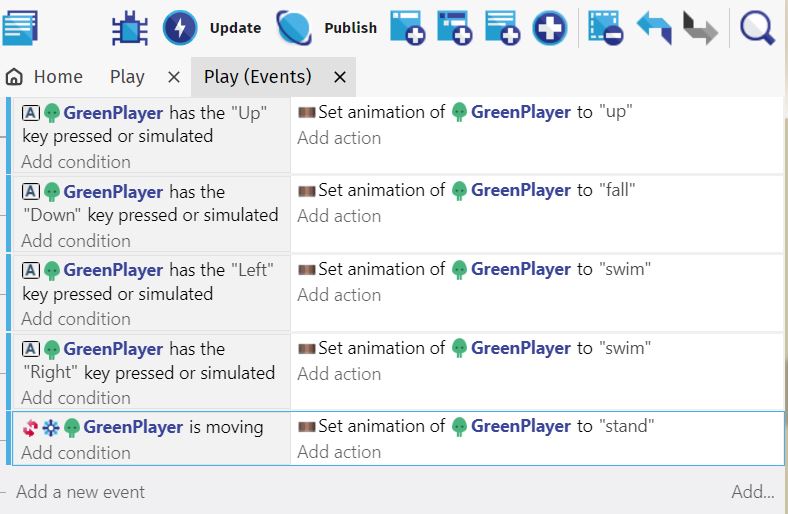 Update Publish
Home Play × Play (Events) ×
GreenPlayer has the "Up"
key pressed or simulated
Add condition
Set animation of GreenPlayer to "up"
Add action
GreenPlayer has the
"Down" key pressed or simulated
Add condition
Set animation of GreenPlayer to "fall"
Add action
GreenPlayer has the "Left"
key pressed or simulated
Add condition
Set animation of GreenPlayer to "swim"
Add action
GreenPlayer has the
"Right" key pressed or simulated
Add condition
Set animation of GreenPlayer to "swim"
Add action
GreenPlayer is moving
Add condition
Set animation of GreenPlayer to "stand"
Add action
Add a new event
Add...